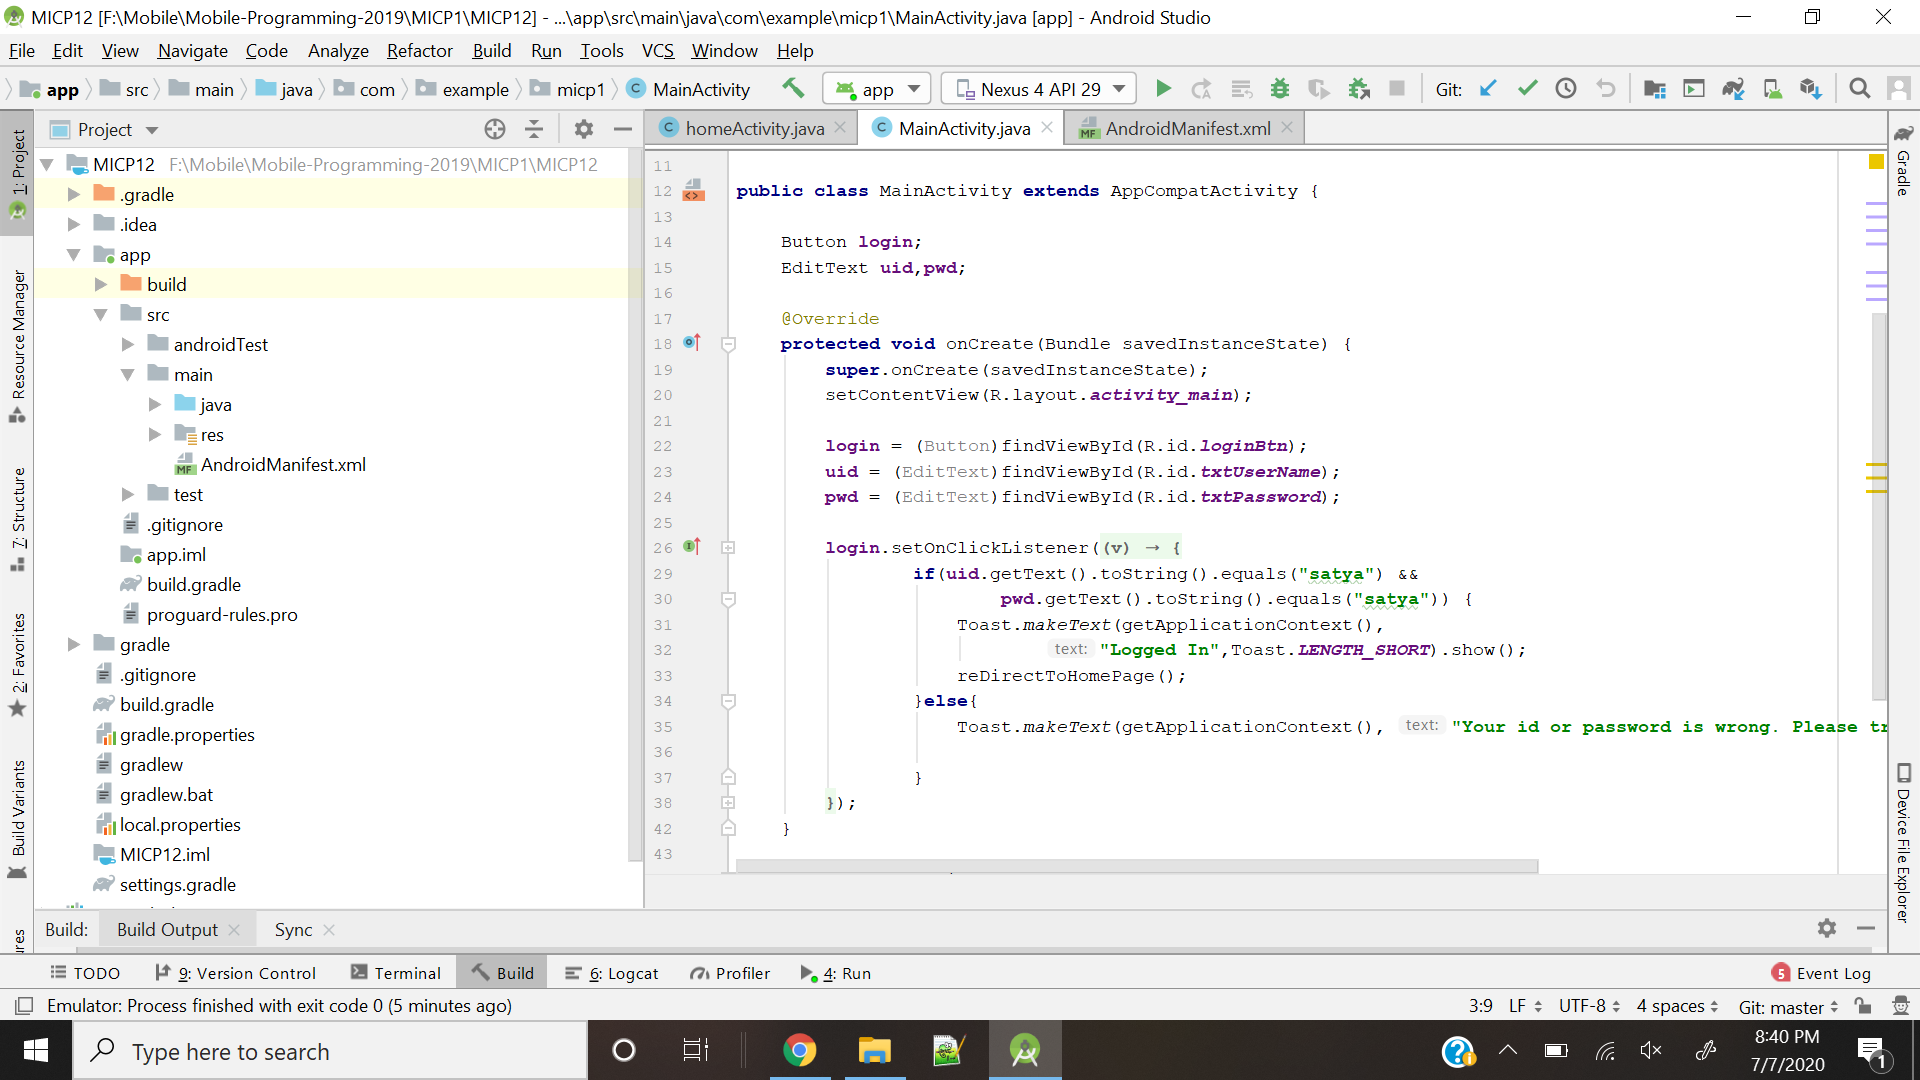 MICP12 [F:\Mobile\Mobile-Programming-2019\MICP1\MICP12] - ...\app\src\main\java\com\example\micp1\MainActivity.java [app] - Android Studio
File Edit View Navigate Code Analyze Refactor Build Run Tools VCS Window Help
app src main java com example micp1 C MainActivity app Nexus 4 API 29 Git:
Project
C homeActivity.java C MainActivity.java MF AndroidManifest.xml
1: Project
Resource Manager
7: Structure
2: Favorites
Build Variants
MICP12 F:\Mobile\Mobile-Programming-2019\MICP1\MICP12
.gradle
.idea
app
build
src
androidTest
main
java
res
MF AndroidManifest.xml
test
.gitignore
app.iml
build.gradle
proguard-rules.pro
gradle
.gitignore
build.gradle
gradle.properties
gradlew
gradlew.bat
local.properties
MICP12.iml
settings.gradle
11
12 public class MainActivity extends AppCompatActivity {
13
14 Button login;
15 EditText uid,pwd;
16
17 @Override
18 protected void onCreate(Bundle savedInstanceState) {
19 super.onCreate(savedInstanceState);
20 setContentView(R.layout.activity_main);
21
22 login = (Button)findViewById(R.id.loginBtn);
23 uid = (EditText)findViewById(R.id.txtUserName);
24 pwd = (EditText)findViewById(R.id.txtPassword);
25
26 login.setOnClickListener((v) → {
29 if(uid.getText().toString().equals("satya") &&
30 pwd.getText().toString().equals("satya")) {
31 Toast.makeText(getApplicationContext(),
32 text: "Logged In",Toast.LENGTH_SHORT).show();
33 reDirectToHomePage();
34 }else{
35 Toast.makeText(getApplicationContext(), text: "Your id or password is wrong. Please tr
36
37 }
38 });
42 }
43
Gradle
Device File Explorer
Build: Build Output Sync
TODO 9: Version Control Terminal Build 6: Logcat Profiler 4: Run 5 Event Log
Emulator: Process finished with exit code 0 (5 minutes ago) 3:9 LF UTF-8 4 spaces Git: master
Type here to search
8:40 PM
7/7/2020
1